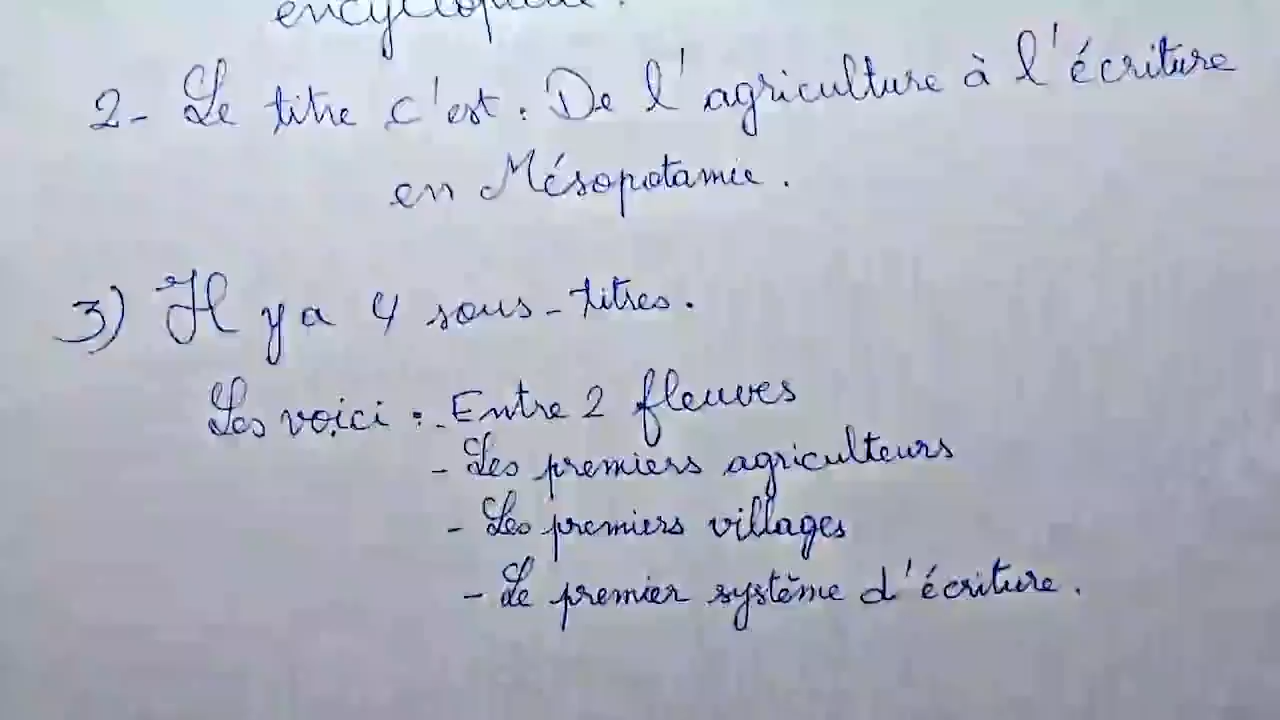 encyclopédie.
2- Le titre c'est : De l'agriculture à l'écriture
en Mésopotamie.
3) Il y a 4 sous-titres.
Les voici : - Entre 2 fleuves
- Les premiers agriculteurs
- Les premiers villages
- Le premier système d'écriture.